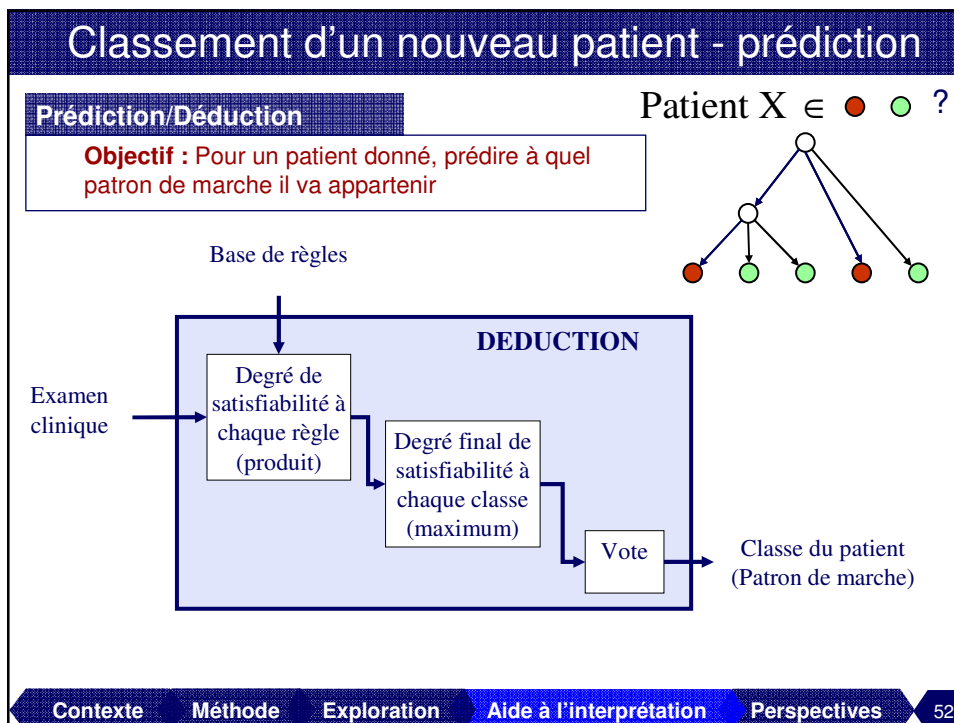 Classement d'un nouveau patient - prédiction
Prédiction/Déduction
Patient X ∈ ?
Objectif : Pour un patient donné, prédire à quel
patron de marche il va appartenir
Base de règles
DEDUCTION
Examen
clinique
Degré de
satisfiabilité à
chaque règle
(produit)
Degré final de
satisfiabilité à
chaque classe
(maximum)
Vote
Classe du patient
(Patron de marche)
Contexte Méthode Exploration Aide à l'interprétation Perspectives 52